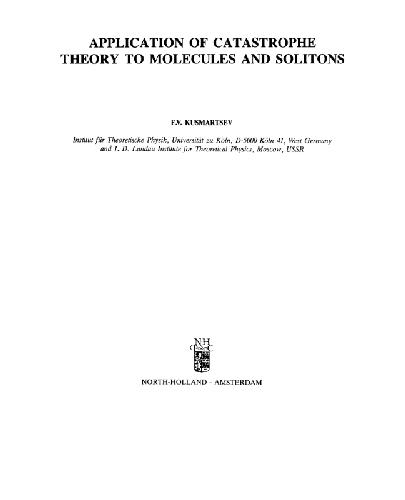 APPLICATION OF CATASTROPHE
THEORY TO MOLECULES AND SOLITONS
F.V. KUSMARTSEV
Institut für Theoretische Physik, Universität zu Köln, D-5000 Köln 41, West Germany
and L. D. Landau Institute for Theoretical Physics, Moscow, USSR
NH
NORTH-HOLLAND - AMSTERDAM